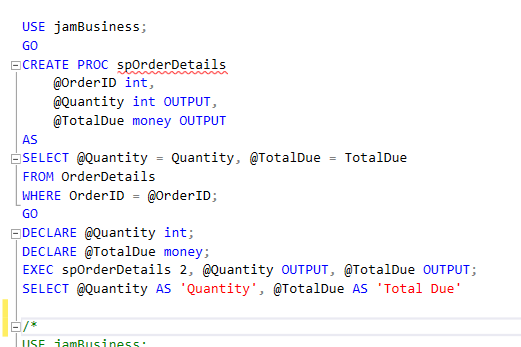 USE jamBusiness;
GO
CREATE PROC spOrderDetails
@OrderID int,
@Quantity int OUTPUT,
@TotalDue money OUTPUT
AS
SELECT @Quantity = Quantity, @TotalDue = TotalDue
FROM OrderDetails
WHERE OrderID = @OrderID;
GO
DECLARE @Quantity int;
DECLARE @TotalDue money;
EXEC spOrderDetails 2, @Quantity OUTPUT, @TotalDue OUTPUT;
SELECT @Quantity AS 'Quantity', @TotalDue AS 'Total Due'
/*
USE jamBusiness;